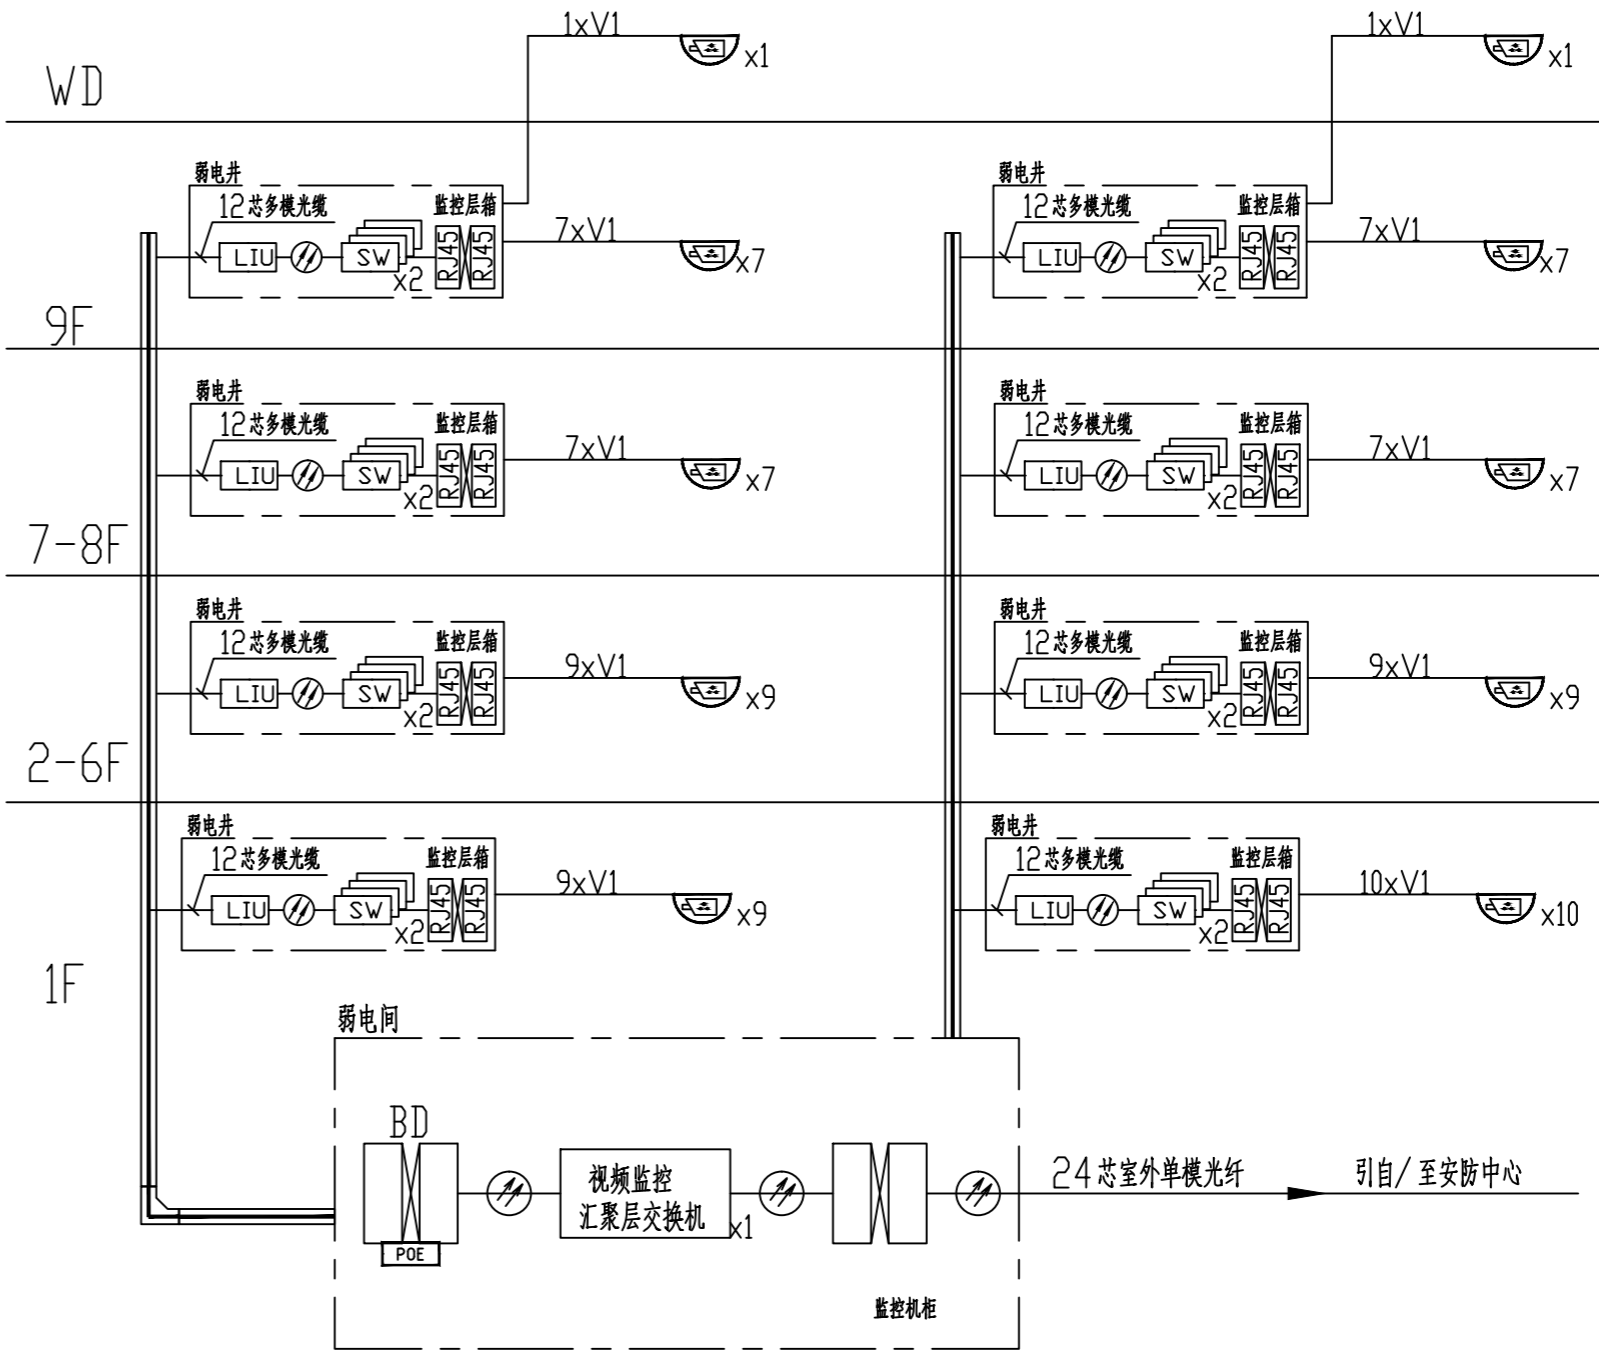 1xV1
x1
1xV1
x1
WD
弱电井
12芯多模光缆
监控层箱
LIU
SW
x2
RJ45
RJ45
7xV1
x7
弱电井
12芯多模光缆
监控层箱
LIU
SW
x2
RJ45
RJ45
7xV1
x7
9F
弱电井
12芯多模光缆
监控层箱
LIU
SW
x2
RJ45
RJ45
7xV1
x7
弱电井
12芯多模光缆
监控层箱
LIU
SW
x2
RJ45
RJ45
7xV1
x7
7-8F
弱电井
12芯多模光缆
监控层箱
LIU
SW
x2
RJ45
RJ45
9xV1
x9
弱电井
12芯多模光缆
监控层箱
LIU
SW
x2
RJ45
RJ45
9xV1
x9
2-6F
弱电井
12芯多模光缆
监控层箱
LIU
SW
x2
RJ45
RJ45
9xV1
x9
弱电井
12芯多模光缆
监控层箱
LIU
SW
x2
RJ45
RJ45
10xV1
x10
1F
弱电间
BD
POE
视频监控
汇聚层交换机
x1
24芯室外单模光纤
引自/至安防中心
监控机柜